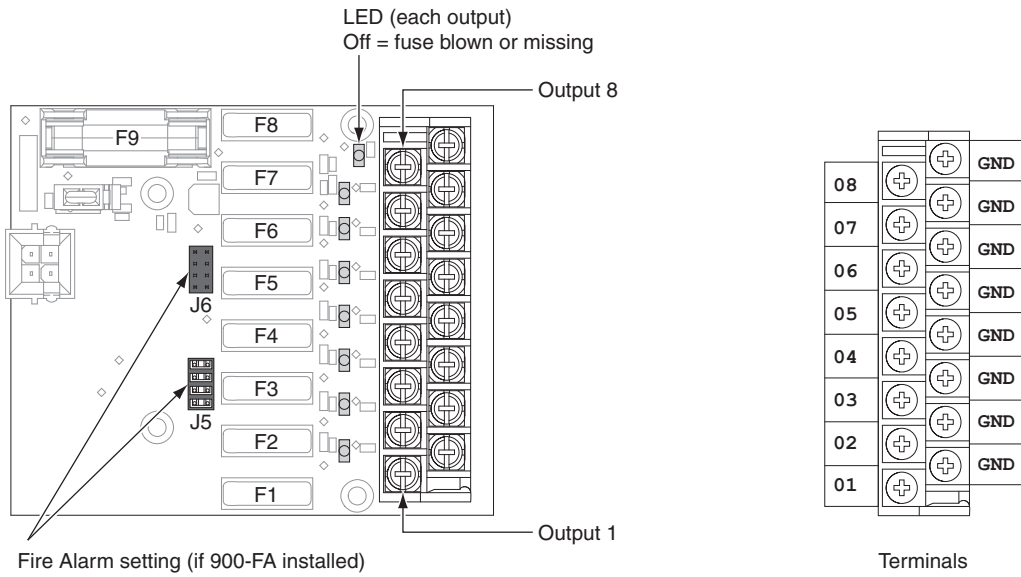 LED (each output)
Off = fuse blown or missing
Output 8
F9
F8
F7
F6
F5
J6
F4
F3
J5
F2
F1
Output 1
Fire Alarm setting (if 900-FA installed)
GND
08
GND
07
GND
06
GND
05
GND
04
GND
03
GND
02
GND
01
Terminals